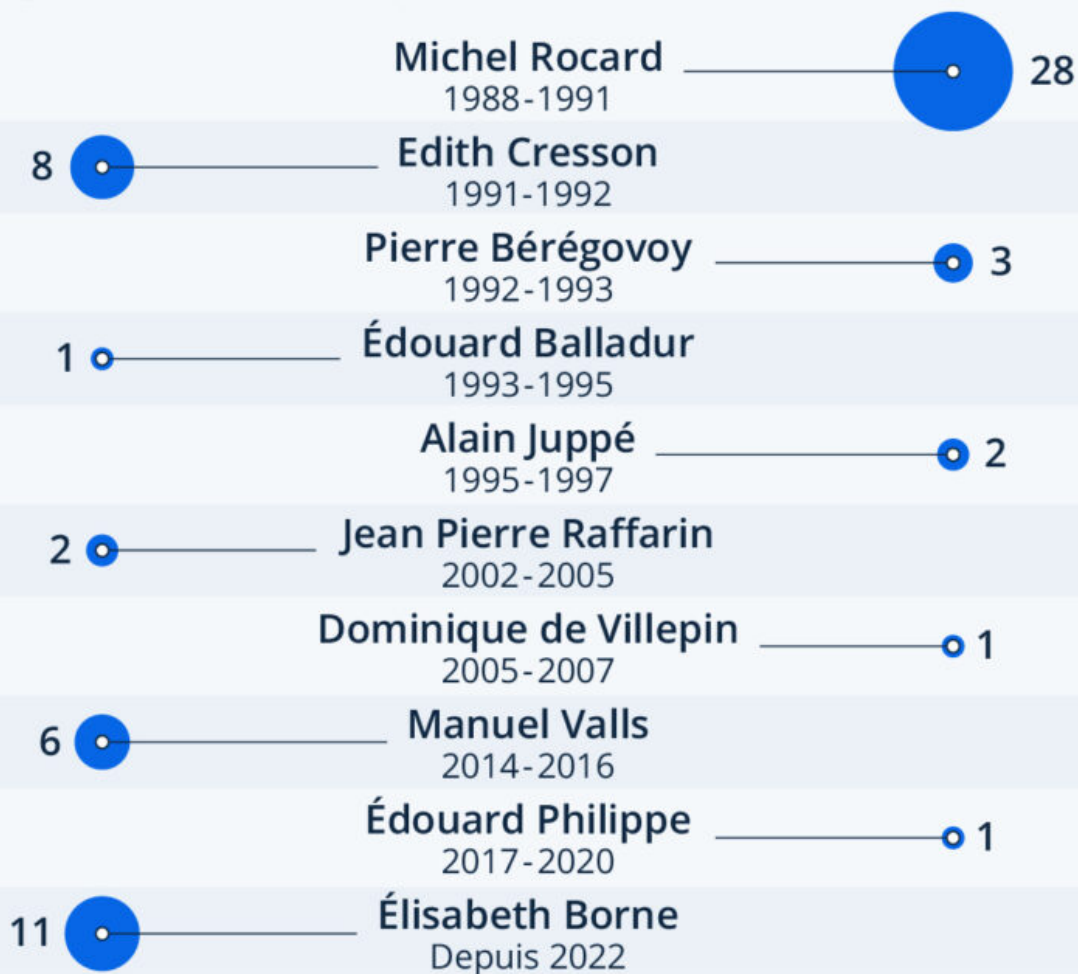 Michel Rocard
28
1988-1991
8
Edith Cresson
1991-1992
Pierre Bérégovoy
3
1992-1993
1
Édouard Balladur
1993-1995
Alain Juppé
2
1995-1997
2
Jean Pierre Raffarin
2002-2005
Dominique de Villepin
1
2005-2007
6
Manuel Valls
2014-2016
Édouard Philippe
1
2017-2020
11
Élisabeth Borne
Depuis 2022